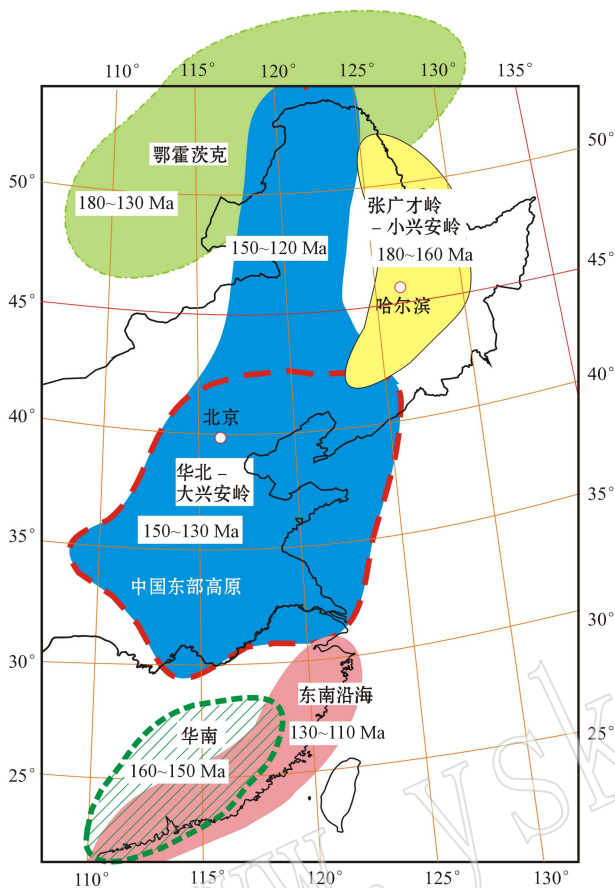 110°
115°
120°
125°
130°
135°
鄂霍茨克
50°
50°
180~130 Ma
张广才岭
– 小兴安岭
150~120 Ma
180~160 Ma
45°
45°
哈尔滨
40°
40°
北京
华北 –
大兴安岭
35°
35°
150~130 Ma
中国东部高原
30°
30°
东南沿海
华南
130~110 Ma
25°
25°
160~150 Ma
www.ysk
110°
115°
120°
125°
130°